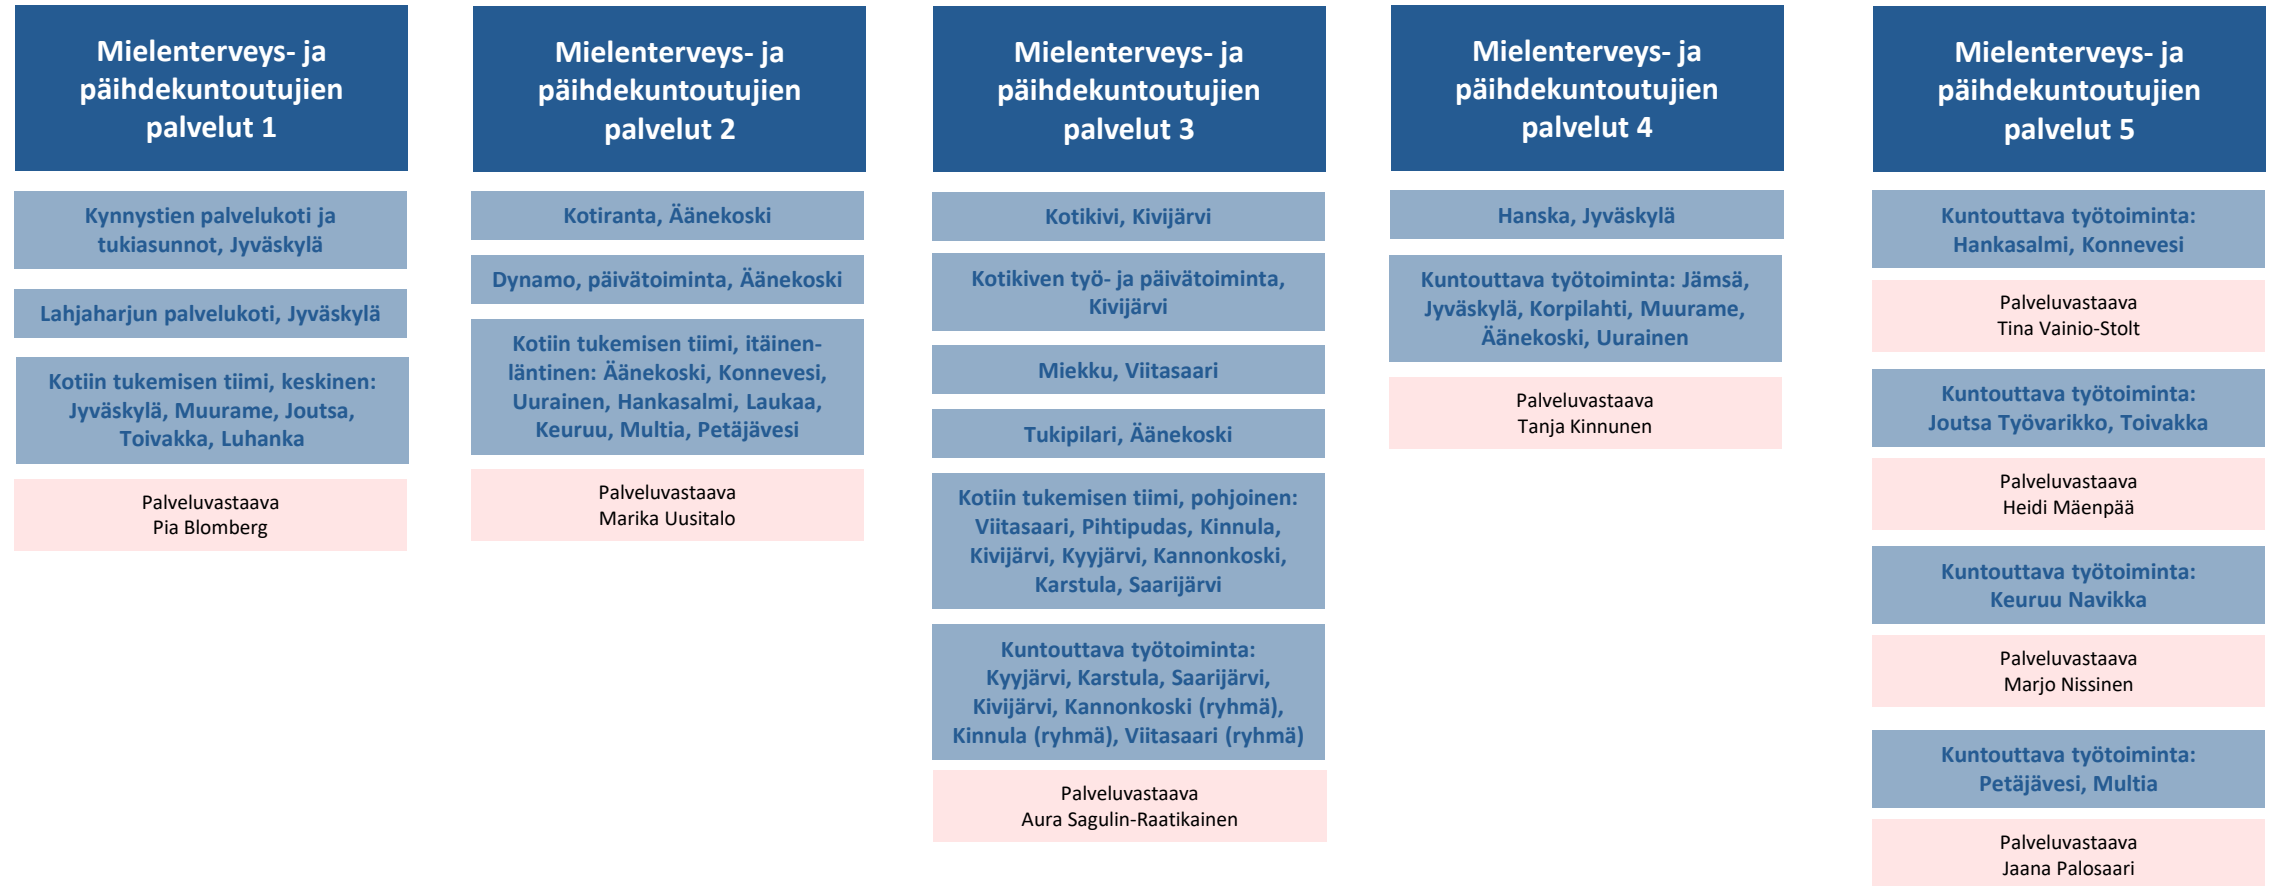 Mielenterveys- ja
päihdekuntoutujien
palvelut 1
Kynnystien palvelukoti ja
tukiasunnot, Jyväskylä
Lahjaharjun palvelukoti, Jyväskylä
Kotiin tukemisen tiimi, keskinen:
Jyväskylä, Muurame, Joutsa,
Toivakka, Luhanka
Palveluvastaava
Pia Blomberg
Mielenterveys- ja
päihdekuntoutujien
palvelut 2
Kotiranta, Äänekoski
Dynamo, päivätoiminta, Äänekoski
Kotiin tukemisen tiimi, itäinen-
läntinen: Äänekoski, Konnevesi,
Uurainen, Hankasalmi, Laukaa,
Keuruu, Multia, Petäjävesi
Palveluvastaava
Marika Uusitalo
Mielenterveys- ja
päihdekuntoutujien
palvelut 3
Kotikivi, Kivijärvi
Kotikiven työ- ja päivätoiminta,
Kivijärvi
Miekku, Viitasaari
Tukipilari, Äänekoski
Kotiin tukemisen tiimi, pohjoinen:
Viitasaari, Pihtipudas, Kinnula,
Kivijärvi, Kyyjärvi, Kannonkoski,
Karstula, Saarijärvi
Kuntouttava työtoiminta:
Kyyjärvi, Karstula, Saarijärvi,
Kivijärvi, Kannonkoski (ryhmä),
Kinnula (ryhmä), Viitasaari (ryhmä)
Palveluvastaava
Aura Sagulin-Raatikainen
Mielenterveys- ja
päihdekuntoutujien
palvelut 4
Hanska, Jyväskylä
Kuntouttava työtoiminta: Jämsä,
Jyväskylä, Korpilahti, Muurame,
Äänekoski, Uurainen
Palveluvastaava
Tanja Kinnunen
Mielenterveys- ja
päihdekuntoutujien
palvelut 5
Kuntouttava työtoiminta:
Hankasalmi, Konnevesi
Palveluvastaava
Tina Vainio-Stolt
Kuntouttava työtoiminta:
Joutsa Työvarikko, Toivakka
Palveluvastaava
Heidi Mäenpää
Kuntouttava työtoiminta:
Keuruu Navikka
Palveluvastaava
Marjo Nissinen
Kuntouttava työtoiminta:
Petäjävesi, Multia
Palveluvastaava
Jaana Palosaari